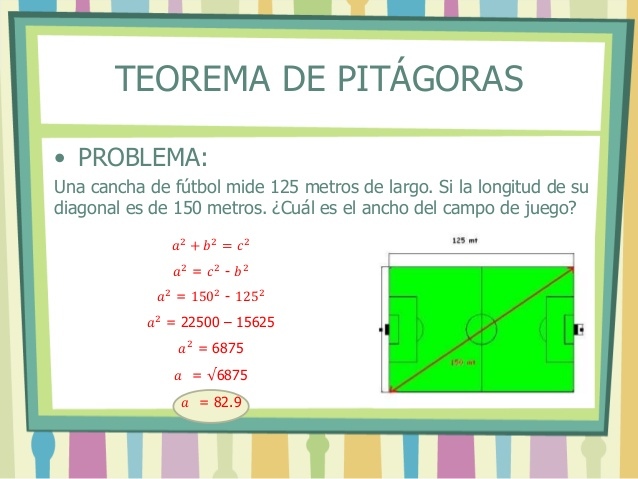 TEOREMA DE PITÁGORAS
• PROBLEMA:
Una cancha de fútbol mide 125 metros de largo. Si la longitud de su
diagonal es de 150 metros. ¿Cuál es el ancho del campo de juego?
a² + b² = c²
a² = c² - b²
a² = 150² - 125²
a² = 22500 – 15625
a² = 6875
a = √6875
a = 82.9
125 mt
150 mt